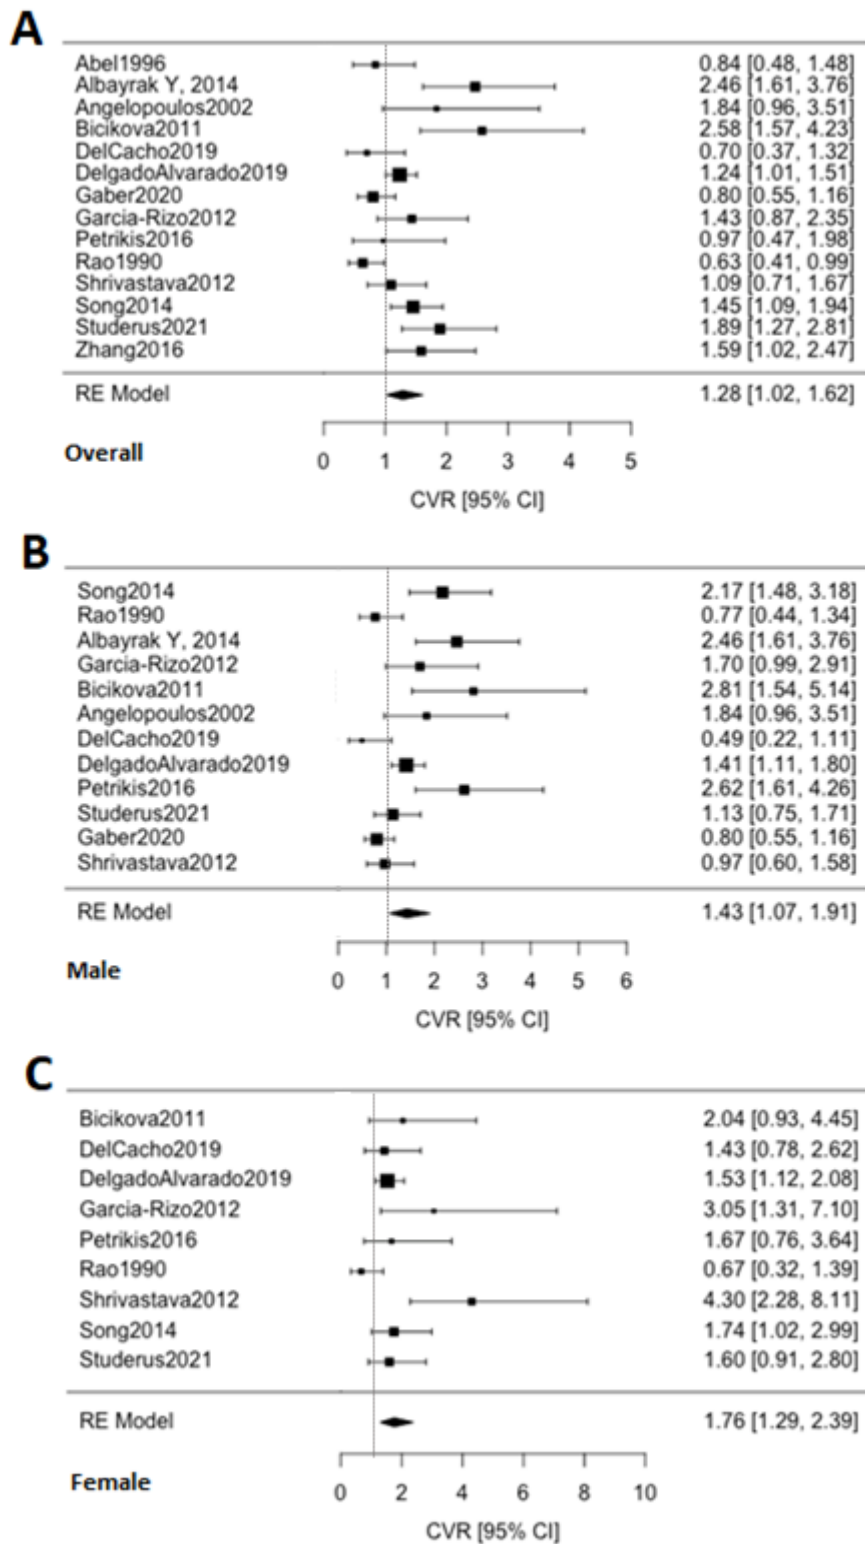 A
Abel1996 0.84 [0.48, 1.48]
Albayrak Y, 2014 2.46 [1.61, 3.76]
Angelopoulos2002 1.84 [0.96, 3.51]
Bicikova2011 2.58 [1.57, 4.23]
DelCacho2019 0.70 [0.37, 1.32]
DelgadoAlvarado2019 1.24 [1.01, 1.51]
Gaber2020 0.80 [0.55, 1.16]
Garcia-Rizo2012 1.43 [0.87, 2.35]
Petrikis2016 0.97 [0.47, 1.98]
Rao1990 0.63 [0.41, 0.99]
Shrivastava2012 1.09 [0.71, 1.67]
Song2014 1.45 [1.09, 1.94]
Studerus2021 1.89 [1.27, 2.81]
Zhang2016 1.59 [1.02, 2.47]
RE Model 1.28 [1.02, 1.62]
Overall
0 1 2 3 4 5
CVR [95% CI]
B
Song2014 2.17 [1.48, 3.18]
Rao1990 0.77 [0.44, 1.34]
Albayrak Y, 2014 2.46 [1.61, 3.76]
Garcia-Rizo2012 1.70 [0.99, 2.91]
Bicikova2011 2.81 [1.54, 5.14]
Angelopoulos2002 1.84 [0.96, 3.51]
DelCacho2019 0.49 [0.22, 1.11]
DelgadoAlvarado2019 1.41 [1.11, 1.80]
Petrikis2016 2.62 [1.61, 4.26]
Studerus2021 1.13 [0.75, 1.71]
Gaber2020 0.80 [0.55, 1.16]
Shrivastava2012 0.97 [0.60, 1.58]
RE Model 1.43 [1.07, 1.91]
Male
0 1 2 3 4 5 6
CVR [95% CI]
C
Bicikova2011 2.04 [0.93, 4.45]
DelCacho2019 1.43 [0.78, 2.62]
DelgadoAlvarado2019 1.53 [1.12, 2.08]
Garcia-Rizo2012 3.05 [1.31, 7.10]
Petrikis2016 1.67 [0.76, 3.64]
Rao1990 0.67 [0.32, 1.39]
Shrivastava2012 4.30 [2.28, 8.11]
Song2014 1.74 [1.02, 2.99]
Studerus2021 1.60 [0.91, 2.80]
RE Model 1.76 [1.29, 2.39]
Female
0 2 4 6 8 10
CVR [95% CI]